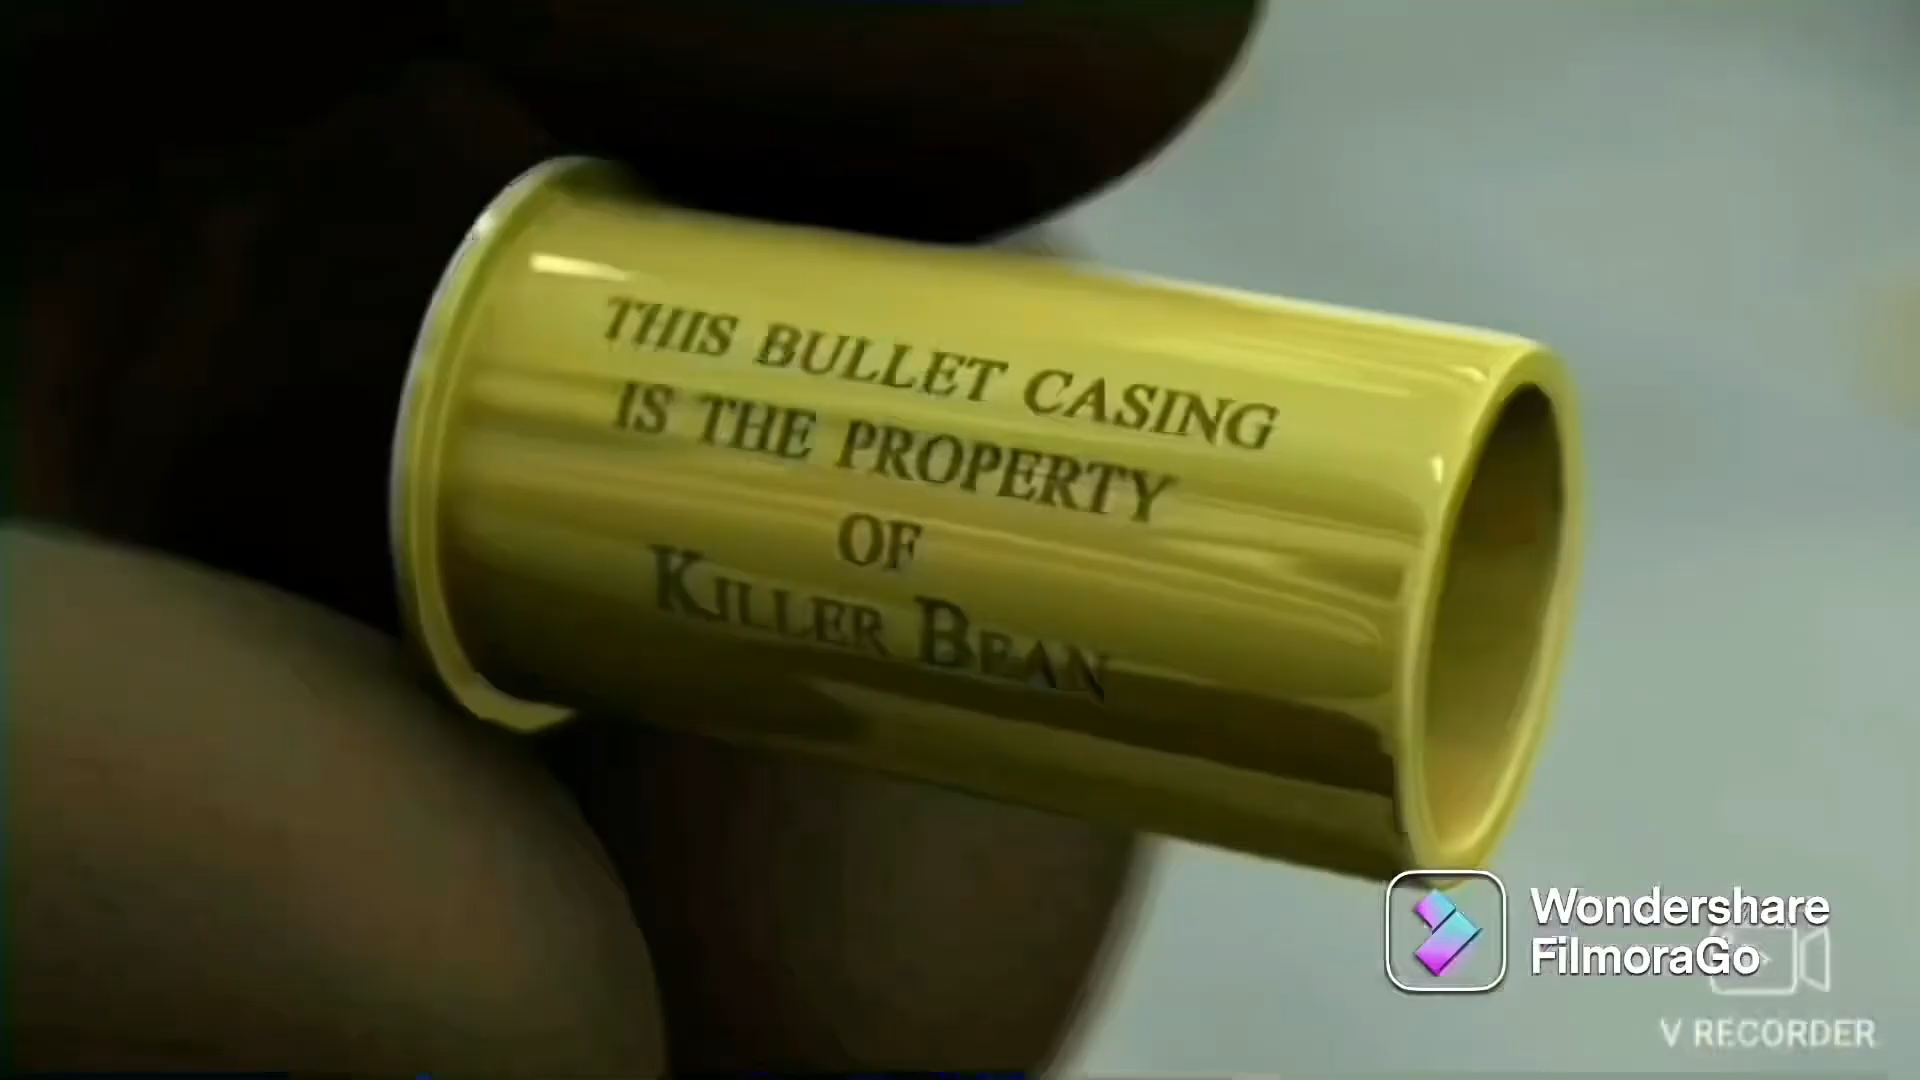 THIS BULLET CASING
IS THE PROPERTY
OF
KILLER BEAN
Wondershare
FilmoraGo
V RECORDER